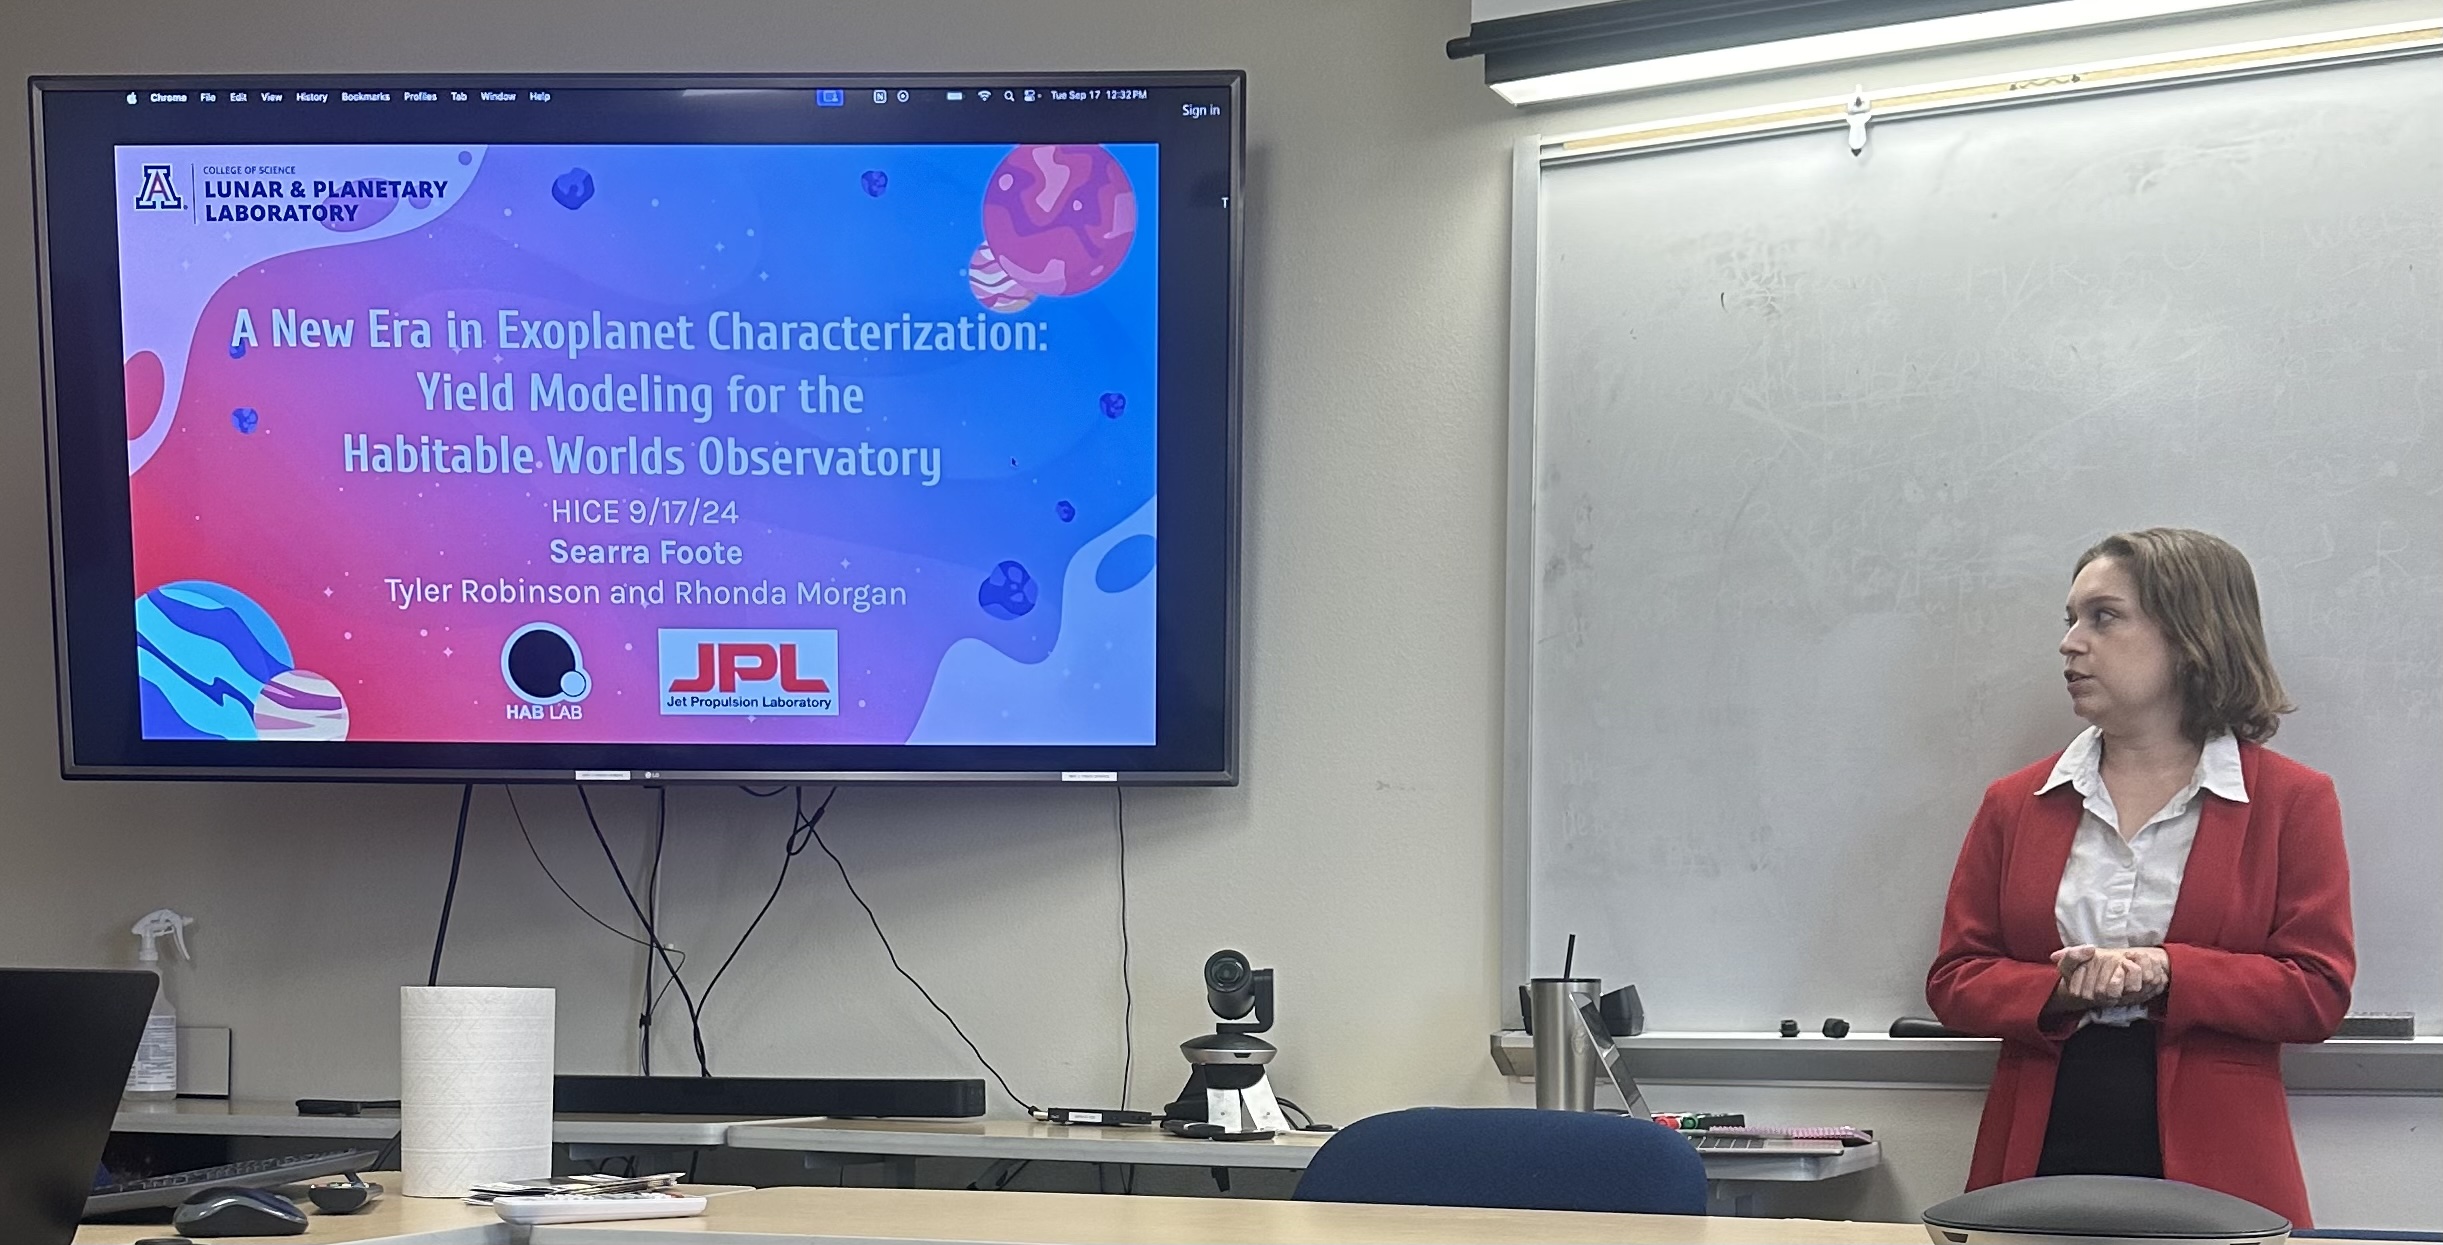 Chrome File Edit View History Bookmarks Profiles Tab Window Help
Tue Sep 17 12:32 PM
Sign in
T
A
COLLEGE OF SCIENCE
LUNAR & PLANETARY
LABORATORY
A New Era in Exoplanet Characterization:
Yield Modeling for the
Habitable Worlds Observatory
HICE 9/17/24
Searra Foote
Tyler Robinson and Rhonda Morgan
HAB LAB
JPL
Jet Propulsion Laboratory
LG